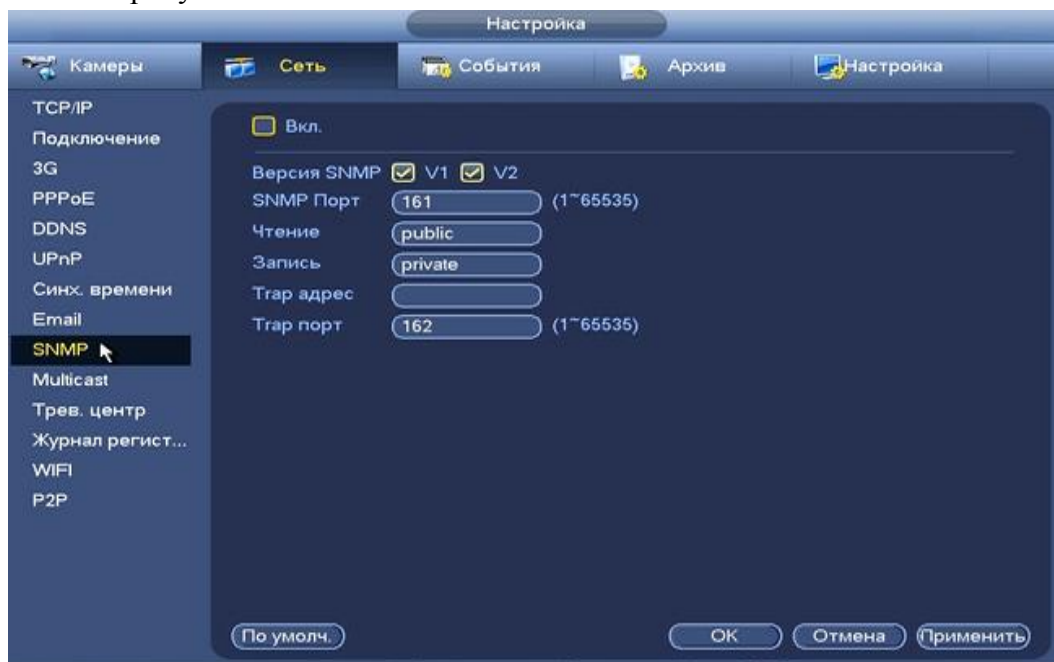 Настройка
Камеры
Сеть
События
Архив
Настройка
TCP/IP
Подключение
3G
PPPoE
DDNS
UPnP
Синх. времени
Email
SNMP
Multicast
Трев. центр
Журнал регист...
WIFI
P2P
Вкл.
Версия SNMP V1 V2
SNMP Порт 161 (1~65535)
Чтение public
Запись private
Trap адрес
Trap порт 162 (1~65535)
По умолч. OK Отмена Применить